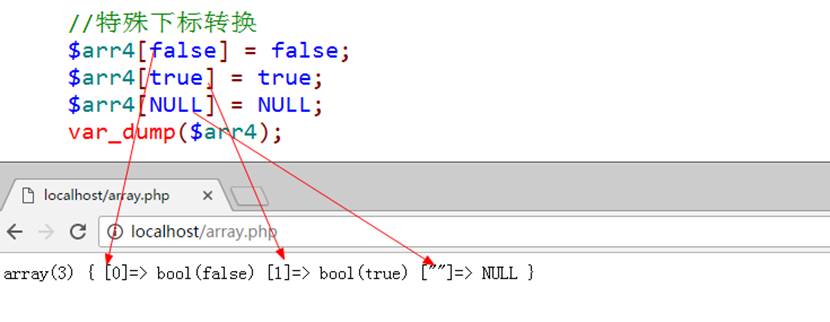 //特殊下标转换
$arr4[false] = false;
$arr4[true] = true;
$arr4[NULL] = NULL;
var_dump($arr4);
localhost/array.php
localhost/array.php
array(3) { [0]=> bool(false) [1]=> bool(true) [""]=> NULL }